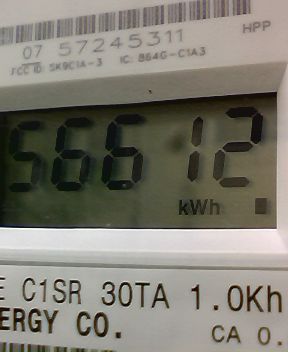 HPP
07 57245311
FCC ID: SK9C1A-3 IC: 864G-C1A3
56612
kWh
E C1SR 30TA 1.0Kh
ERGY CO. CA 0.